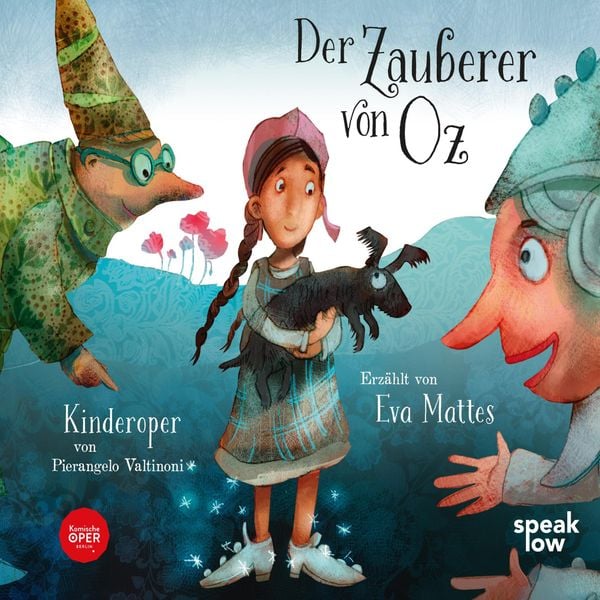 Der Zauberer
von Oz
Erzählt von
Eva Mattes
Kinderoper
von
Pierangelo Valtinoni
Komische
OPER
BERLIN
speak
low